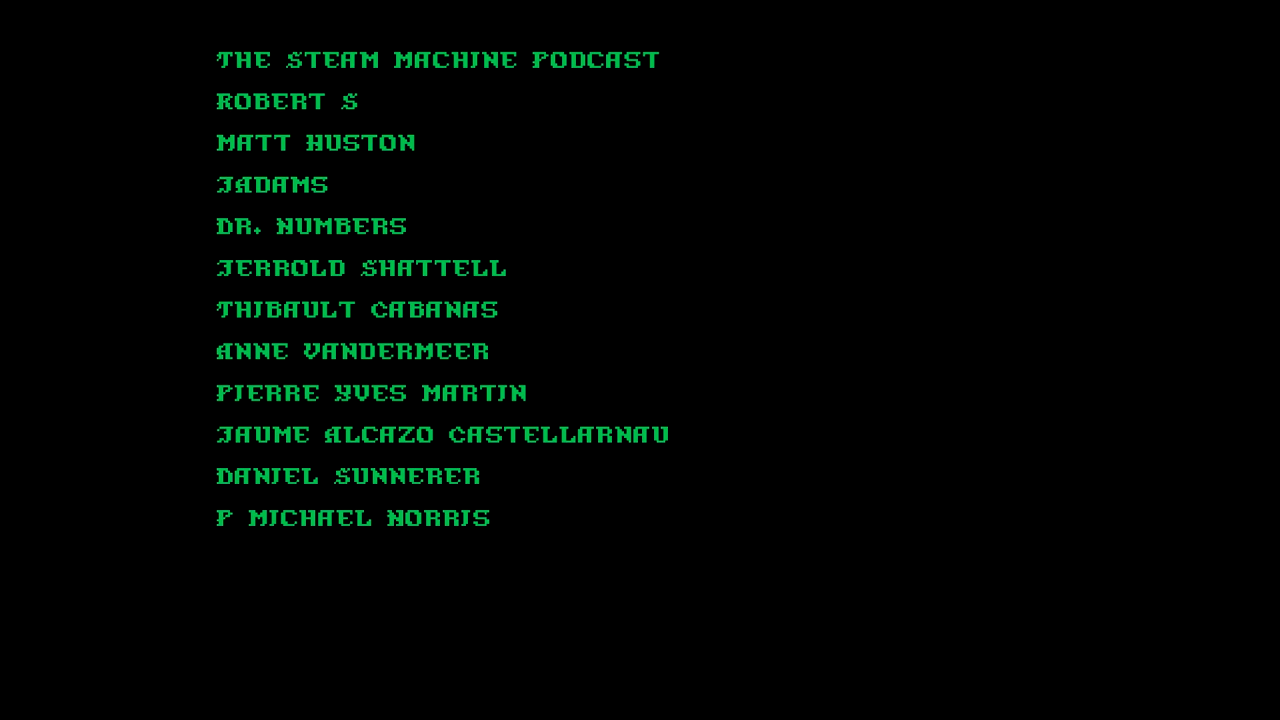 THE STEAM MACHINE PODCAST
ROBERT S
MATT HUSTON
JADAMS
DR. NUMBERS
JERROLD SHATTELL
THIBAULT CABANAS
ANNE VANDERMEER
PIERRE YVES MARTIN
JAUME ALCAZO CASTELLARNAU
DANIEL SUNNERER
P MICHAEL NORRIS